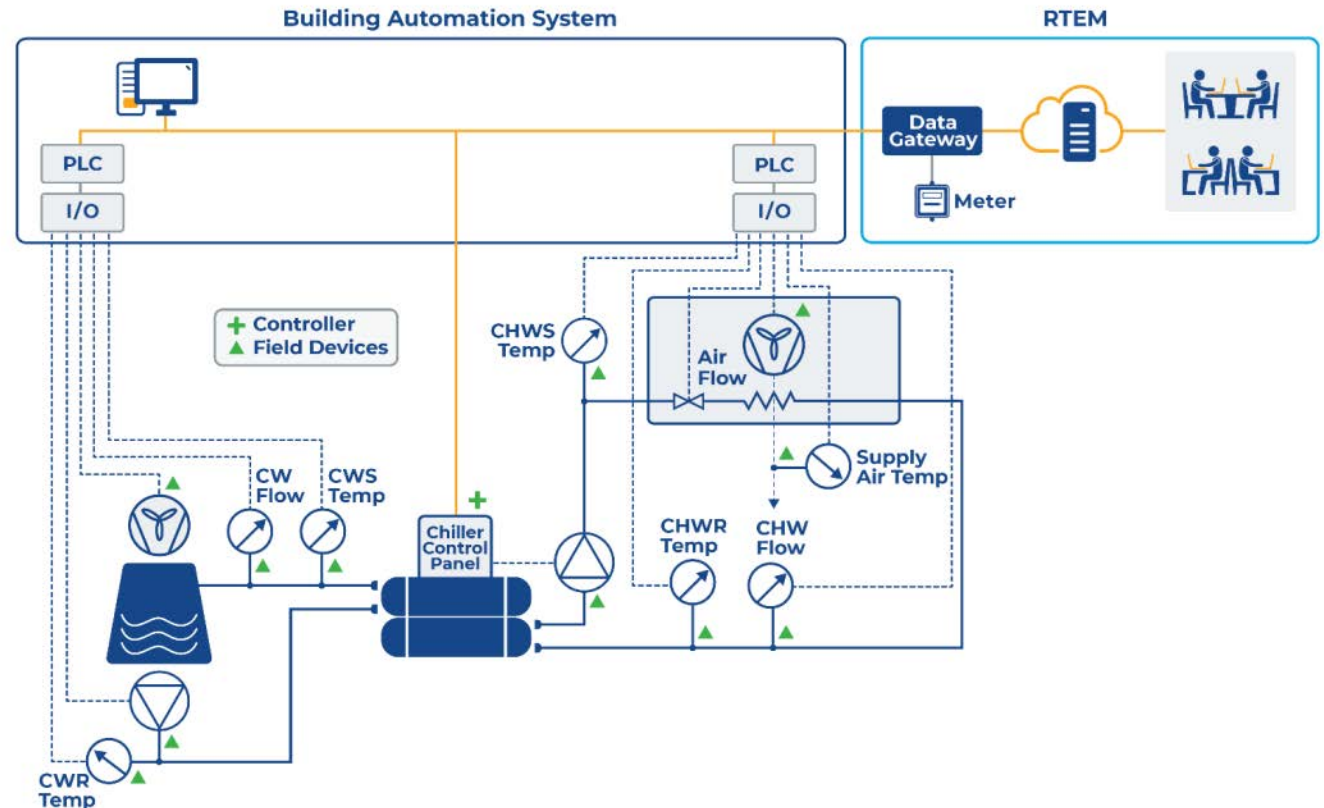 Building Automation System
RTEM
PLC
I/O
PLC
I/O
Data
Gateway
Meter
+ Controller
▲ Field Devices
CHWS
Temp
Air
Flow
Supply
Air Temp
CW
Flow
CWS
Temp
Chiller
Control
Panel
CHWR
Temp
CHW
Flow
CWR
Temp